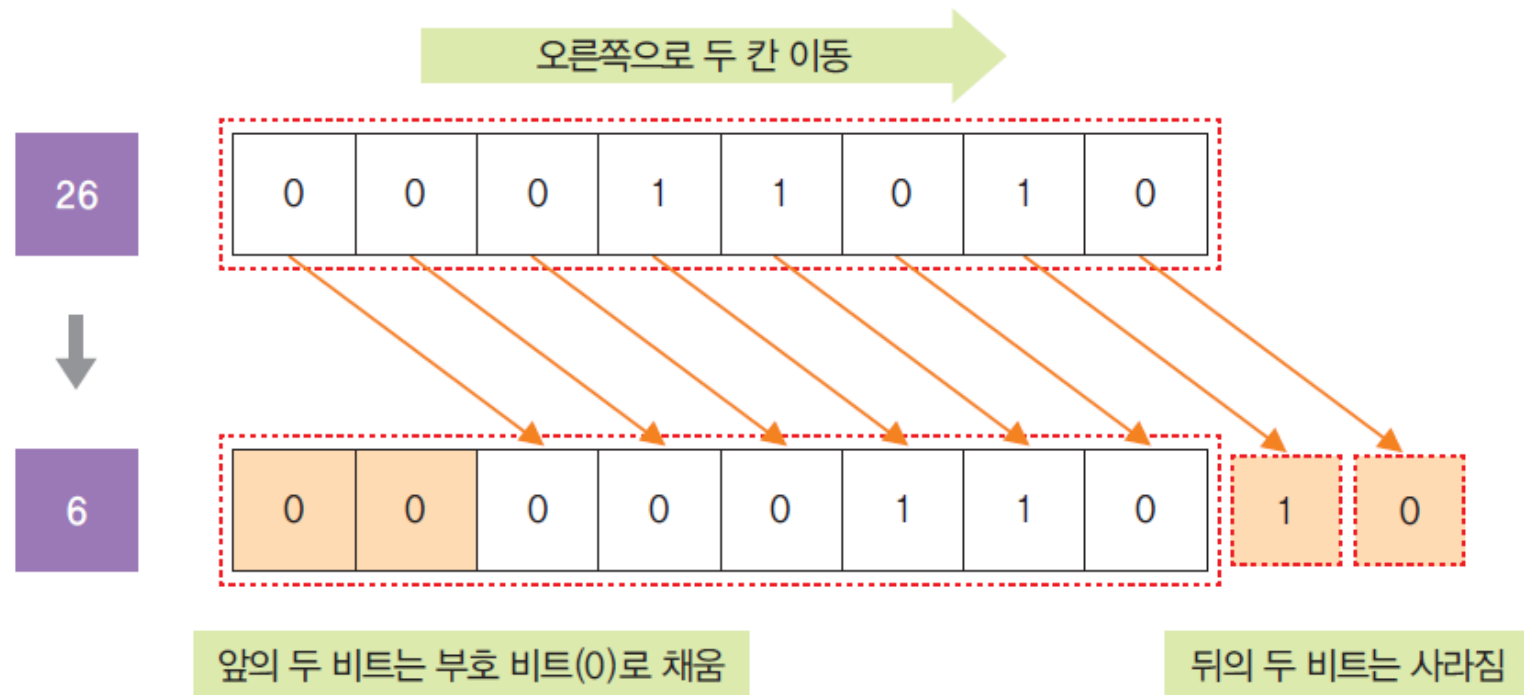 오른쪽으로 두 칸 이동
26 0 0 0 1 1 0 1 0
6 0 0 0 0 0 1 1 0 1 0
앞의 두 비트는 부호 비트(0)로 채움
뒤의 두 비트는 사라짐